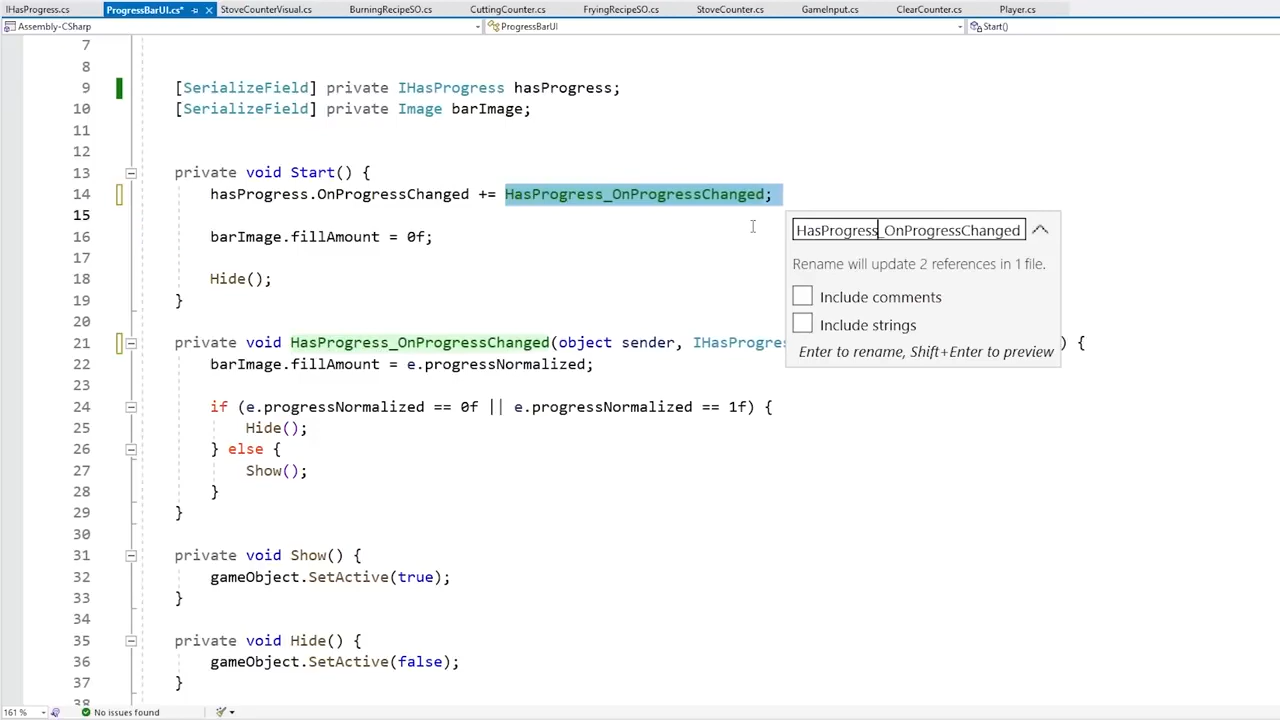 IHasProgress.cs ProgressBarUI.cs* StoveCounterVisual.cs BurningRecipeSO.cs CuttingCounter.cs FryingRecipeSO.cs StoveCounter.cs GameInput.cs ClearCounter.cs Player.cs
Assembly-CSharp ProgressBarUI Start()
7
8
9 [SerializeField] private IHasProgress hasProgress;
10 [SerializeField] private Image barImage;
11
12
13 private void Start() {
14 hasProgress.OnProgressChanged += HasProgress_OnProgressChanged;
15
16 barImage.fillAmount = 0f;
17
18 Hide();
19 }
20
21 private void HasProgress_OnProgressChanged(object sender, IHasProgres ) {
22 barImage.fillAmount = e.progressNormalized;
23
24 if (e.progressNormalized == 0f || e.progressNormalized == 1f) {
25 Hide();
26 } else {
27 Show();
28 }
29 }
30
31 private void Show() {
32 gameObject.SetActive(true);
33 }
34
35 private void Hide() {
36 gameObject.SetActive(false);
37 }
38
HasProgress_OnProgressChanged
Rename will update 2 references in 1 file.
Include comments
Include strings
Enter to rename, Shift+Enter to preview
161 % No issues found